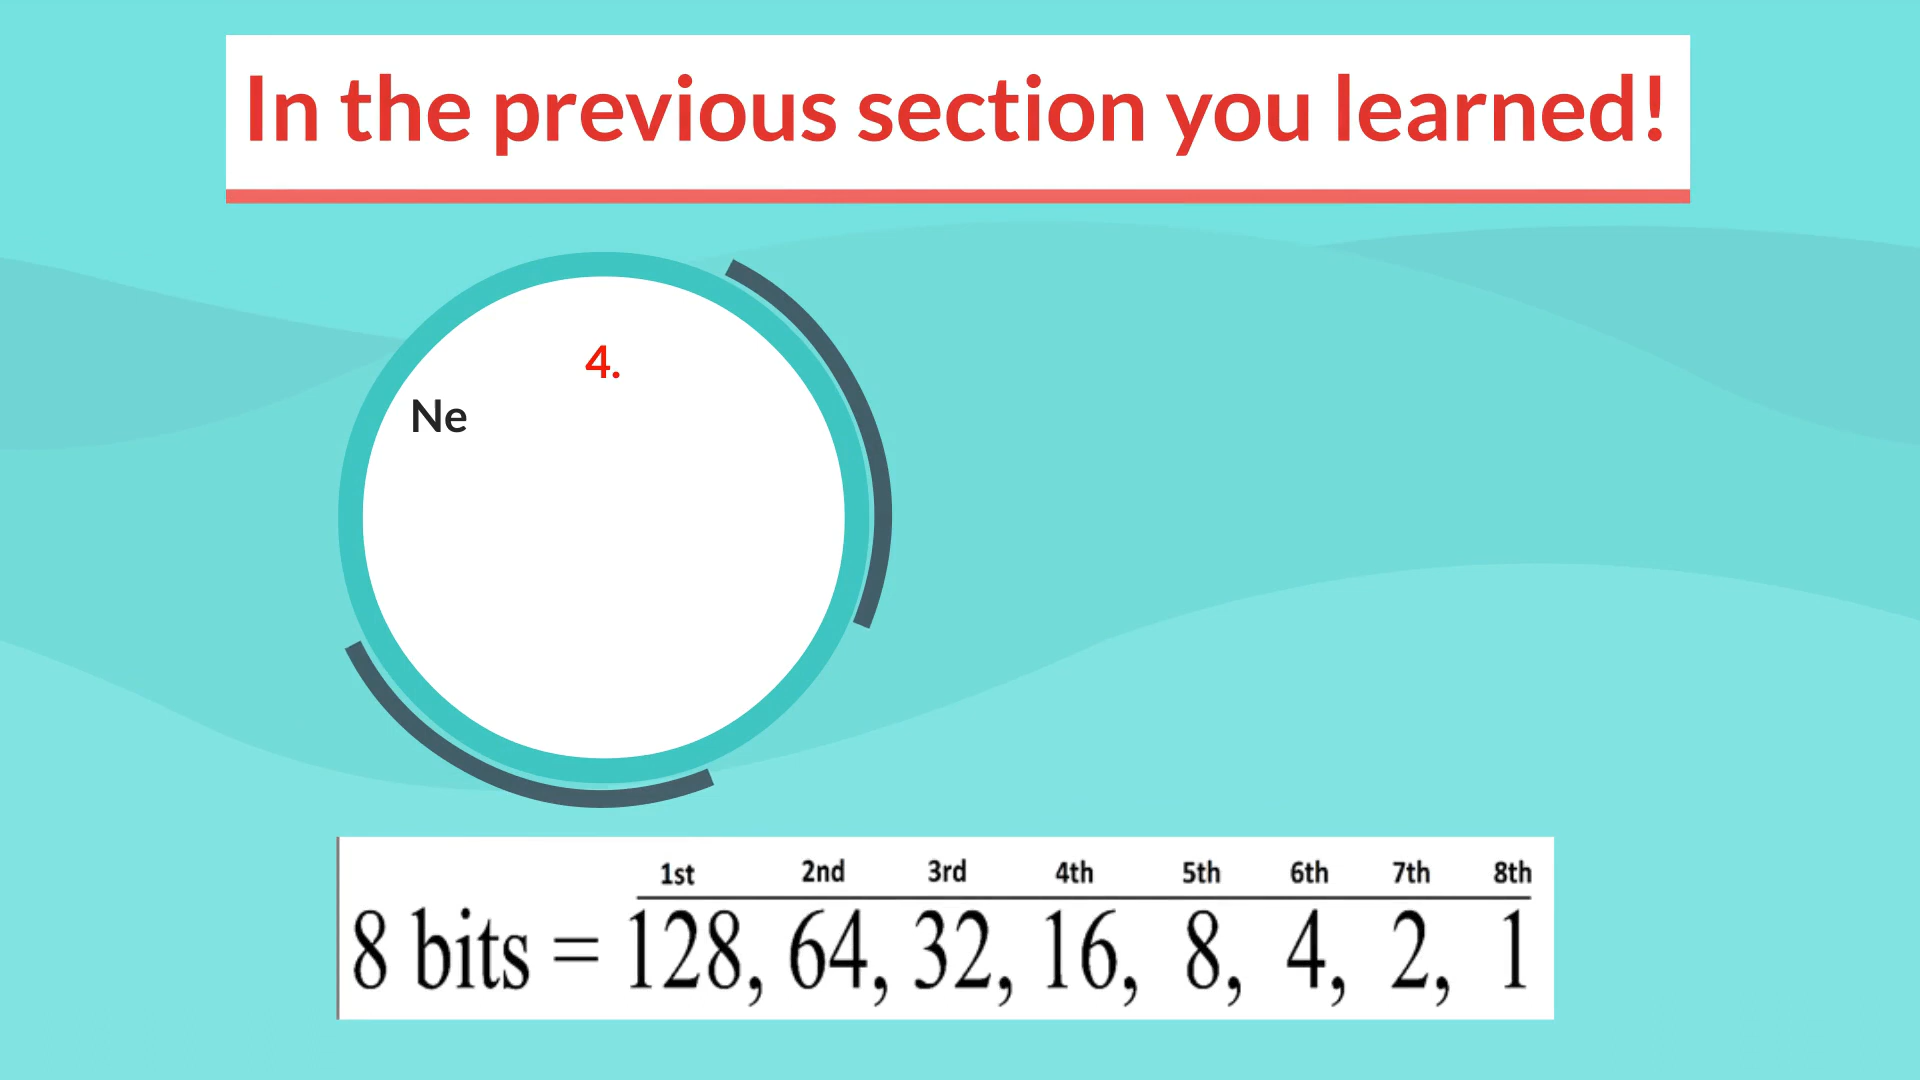 In the previous section you learned!
4.
Ne
1st 2nd 3rd 4th 5th 6th 7th 8th
8 bits = 128, 64, 32, 16, 8, 4, 2, 1